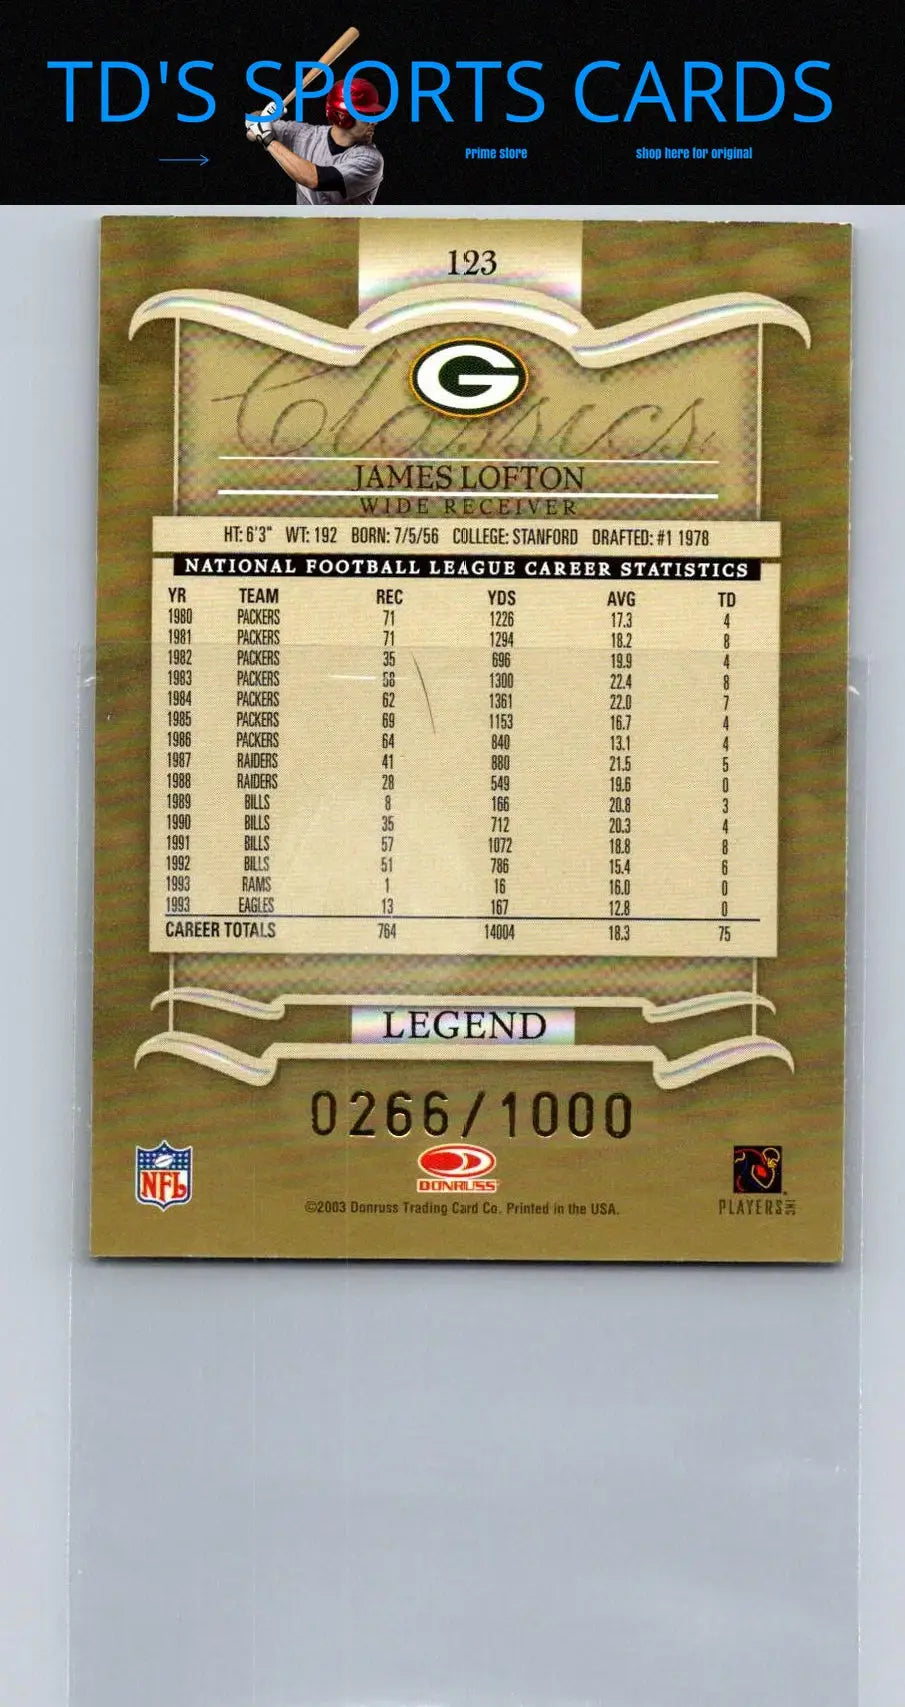 TD'S SPORTS CARDS
Prime store shop here for original
123
G
Classics
JAMES LOFTON
WIDE RECEIVER
HT: 6'3" WT: 192 BORN: 7/5/56 COLLEGE: STANFORD DRAFTED: #1 1978
NATIONAL FOOTBALL LEAGUE CAREER STATISTICS
YR TEAM REC YDS AVG TD
1980 PACKERS 71 1226 17.3 4
1981 PACKERS 71 1294 18.2 8
1982 PACKERS 35 696 19.9 4
1983 PACKERS 58 1300 22.4 8
1984 PACKERS 62 1361 22.0 7
1985 PACKERS 69 1153 16.7 4
1986 PACKERS 64 840 13.1 4
1987 RAIDERS 41 880 21.5 5
1988 RAIDERS 28 549 19.6 0
1989 BILLS 8 166 20.8 3
1990 BILLS 35 712 20.3 4
1991 BILLS 57 1072 18.8 8
1992 BILLS 51 786 15.4 6
1993 RAMS 1 16 16.0 0
1993 EAGLES 13 167 12.8 0
CAREER TOTALS 764 14004 18.3 75
LEGEND
0266/1000
NFL DONRUSS PLAYERS INC
©2003 Donruss Trading Card Co. Printed in the USA.